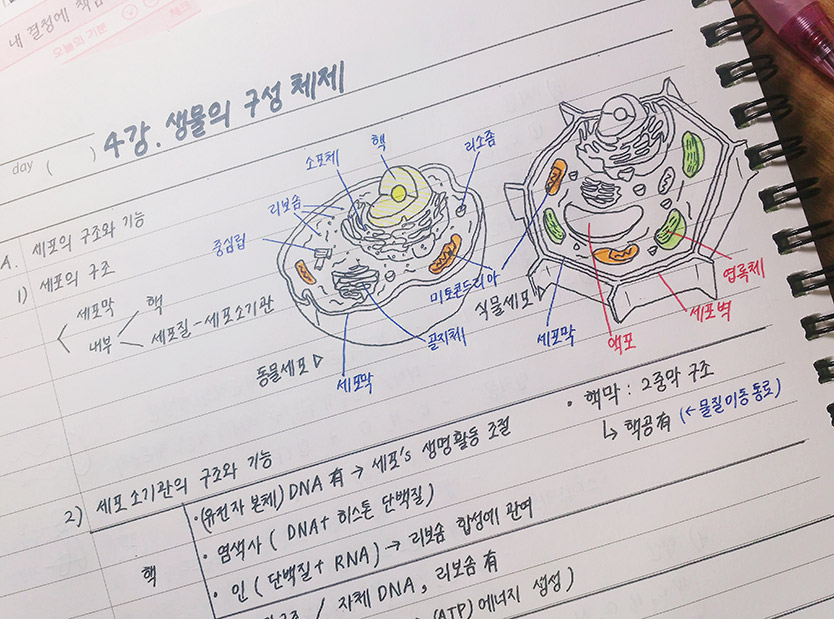 내 결정에 책임
오늘의 기분
day ( )
4강. 생물의 구성 체제
A. 세포의 구조와 기능
1) 세포의 구조
세포막
내부
핵
세포질 - 세포소기관
소포체
핵
리소좀
리보솜
중심립
미토콘드리아
골지체
세포막
동물세포 ▷
식물세포 ▷
세포막
액포
세포벽
엽록체
2) 세포 소기관의 구조와 기능
핵
· (유전자 본체) DNA 有 → 세포's 생명활동 조절
· 염색사 ( DNA + 히스톤 단백질 )
· 인 ( 단백질 + RNA ) → 리보솜 합성에 관여
· 핵막 : 2중막 구조
↳ 핵공 有 (← 물질 이동 통로)
/ 자체 DNA, 리보솜 有
(ATP) 에너지 생성 )